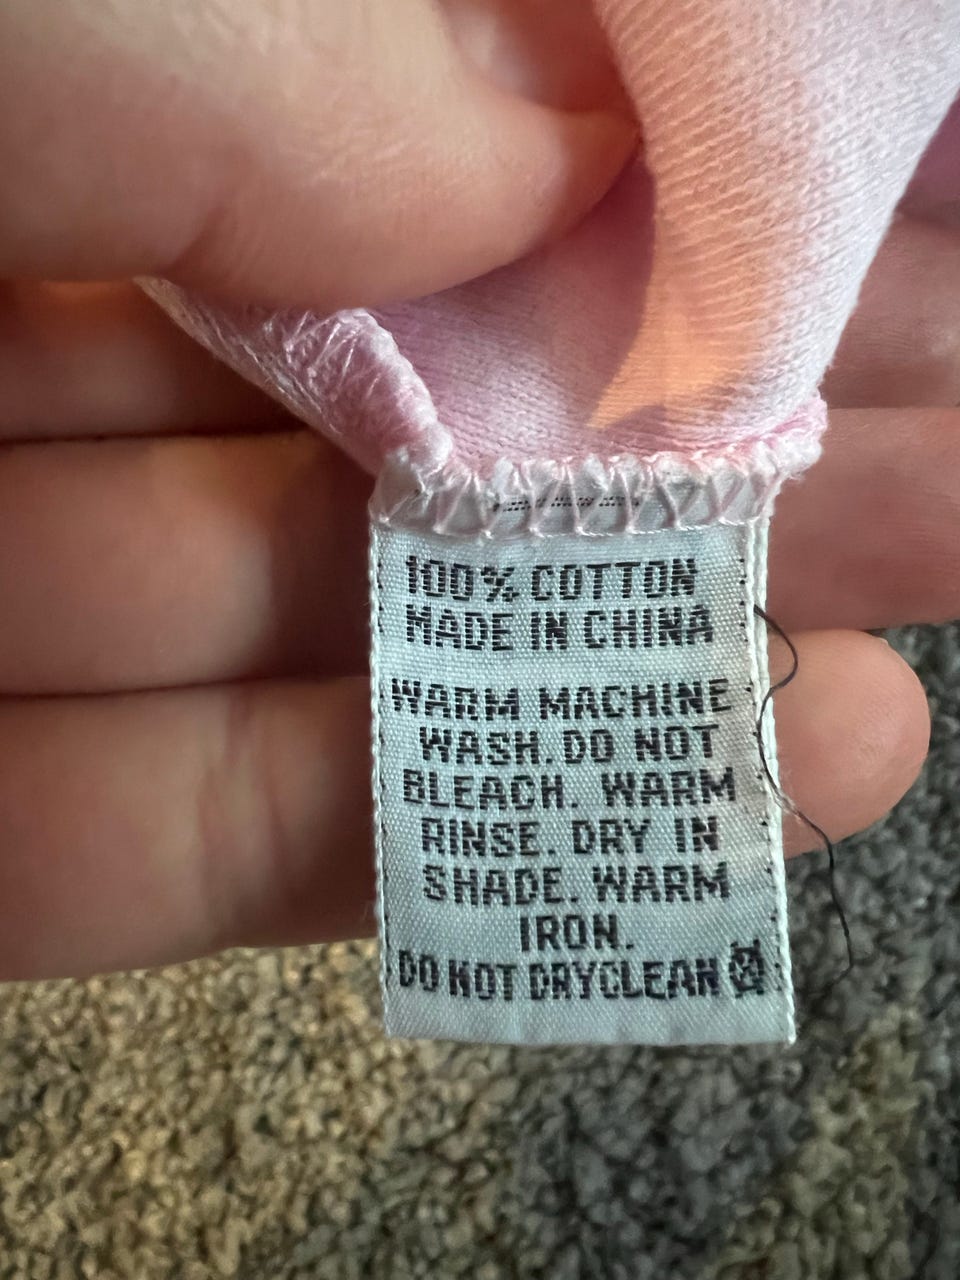 100% COTTON
MADE IN CHINA
WARM MACHINE
WASH. DO NOT
BLEACH. WARM
RINSE. DRY IN
SHADE. WARM
IRON.
DO NOT DRYCLEAN